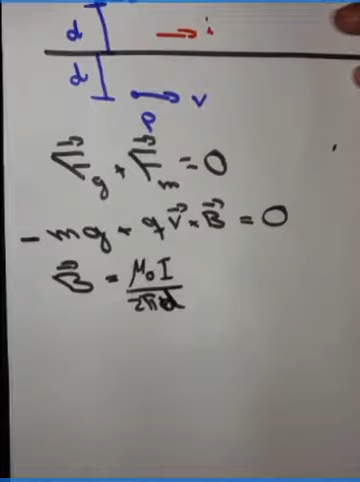 d
i
d
v
p
F⃗g + F⃗m = 0
- mg + qv⃗ × B⃗ = 0
B⃗ = μ₀I / 2πd